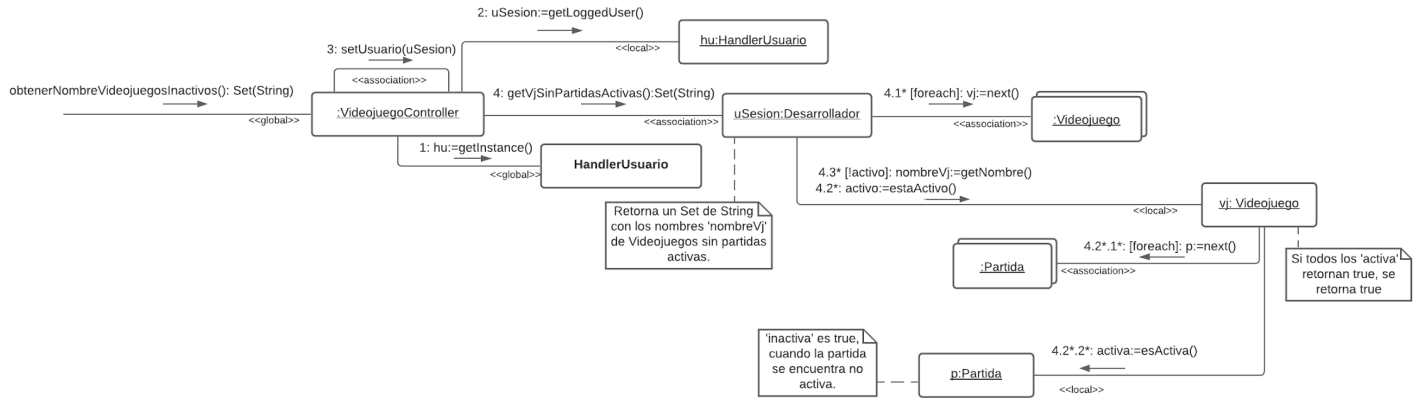 2: uSesion:=getLoggedUser()
<<local>>
hu:HandlerUsuario
3: setUsuario(uSesion)
<<association>>
obtenerNombreVideojuegosInactivos(): Set(String)
<<global>>
:VideojuegoController
4: getVjSinPartidasActivas():Set(String)
<<association>>
uSesion:Desarrollador
4.1* [foreach]: vj:=next()
<<association>>
:Videojuego
1: hu:=getInstance()
<<global>>
HandlerUsuario
4.3* [!activo]: nombreVj:=getNombre()
4.2*: activo:=estaActivo()
<<local>>
vj: Videojuego
Retorna un Set de String
con los nombres 'nombreVj'
de Videojuegos sin partidas
activas.
4.2*.1*: [foreach]: p:=next()
<<association>>
:Partida
Si todos los 'activa'
retornan true, se
retorna true
'inactiva' es true,
cuando la partida
se encuentra no
activa.
4.2*.2*: activa:=esActiva()
<<local>>
p:Partida